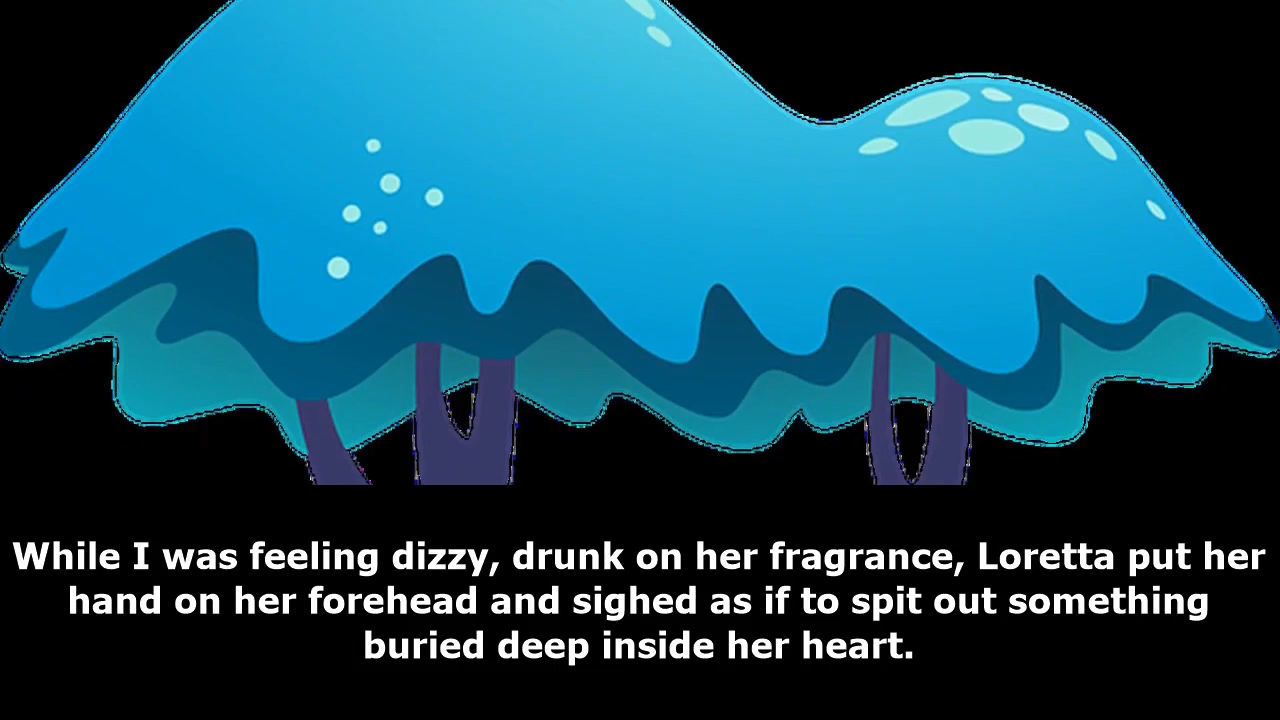 While I was feeling dizzy, drunk on her fragrance, Loretta put her
hand on her forehead and sighed as if to spit out something
buried deep inside her heart.